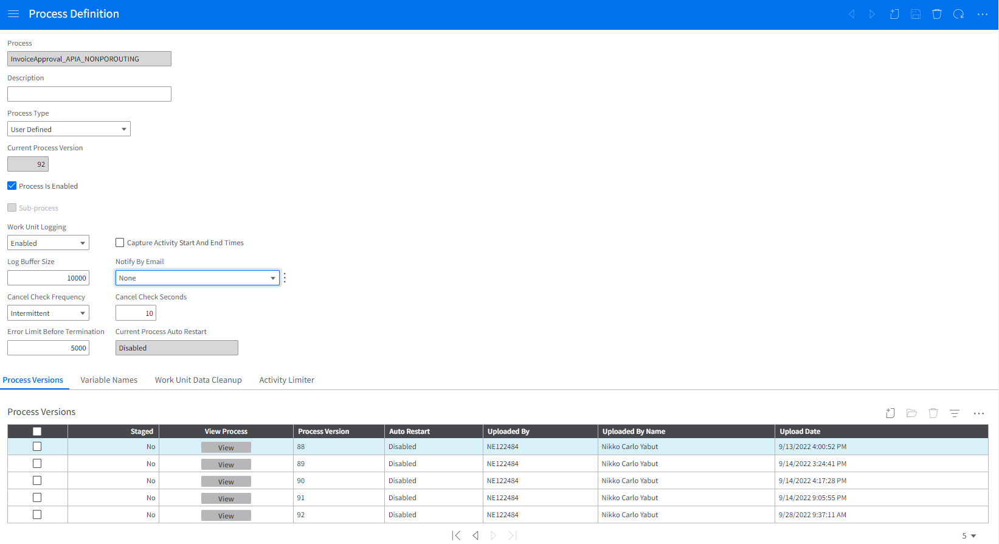 Process Definition
Process
InvoiceApproval_APIA_NONPOROUTING
Description
Process Type
User Defined
Current Process Version
92
Process Is Enabled
Sub-process
Work Unit Logging
Enabled
Capture Activity Start And End Times
Log Buffer Size
Notify By Email
10000
None
Cancel Check Frequency
Cancel Check Seconds
Intermittent
10
Error Limit Before Termination
Current Process Auto Restart
5000
Disabled
Process Versions Variable Names Work Unit Data Cleanup Activity Limiter
Process Versions
Staged View Process Process Version Auto Restart Uploaded By Uploaded By Name Upload Date
No View 88 Disabled NE122484 Nikko Carlo Yabut 9/13/2022 4:00:52 PM
No View 89 Disabled NE122484 Nikko Carlo Yabut 9/14/2022 3:24:41 PM
No View 90 Disabled NE122484 Nikko Carlo Yabut 9/14/2022 4:17:28 PM
No View 91 Disabled NE122484 Nikko Carlo Yabut 9/14/2022 9:05:55 PM
No View 92 Disabled NE122484 Nikko Carlo Yabut 9/28/2022 9:37:11 AM
5